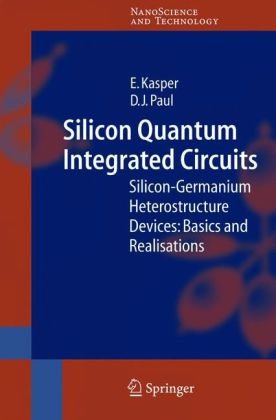 NanoScience
and Technology
E. Kasper
D. J. Paul
Silicon Quantum
Integrated Circuits
Silicon-Germanium
Heterostructure
Devices: Basics and
Realisations
Springer